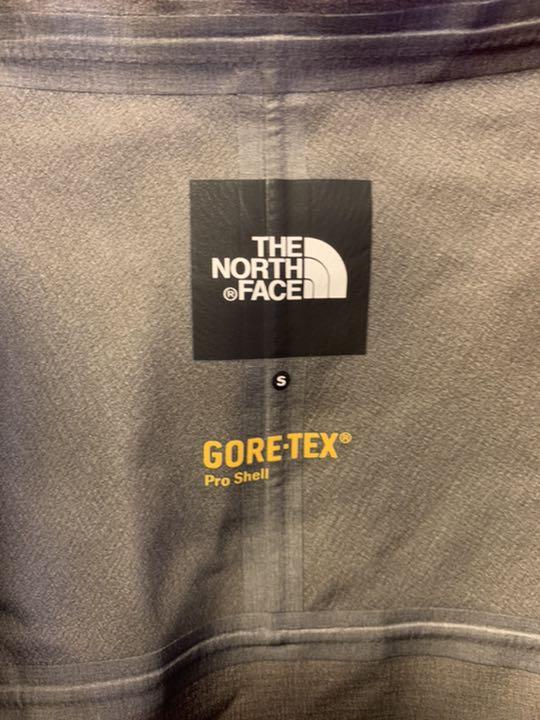 THE
NORTH
®FACE
S
GORE-TEX®
Pro Shell